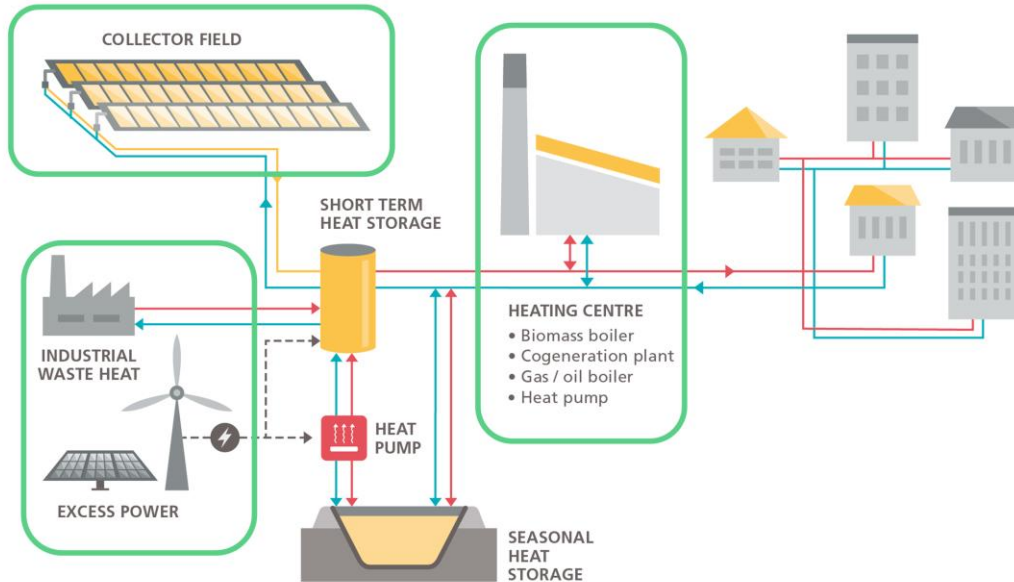 COLLECTOR FIELD
SHORT TERM
HEAT STORAGE
INDUSTRIAL
WASTE HEAT
EXCESS POWER
HEAT
PUMP
HEATING CENTRE
• Biomass boiler
• Cogeneration plant
• Gas / oil boiler
• Heat pump
SEASONAL
HEAT
STORAGE